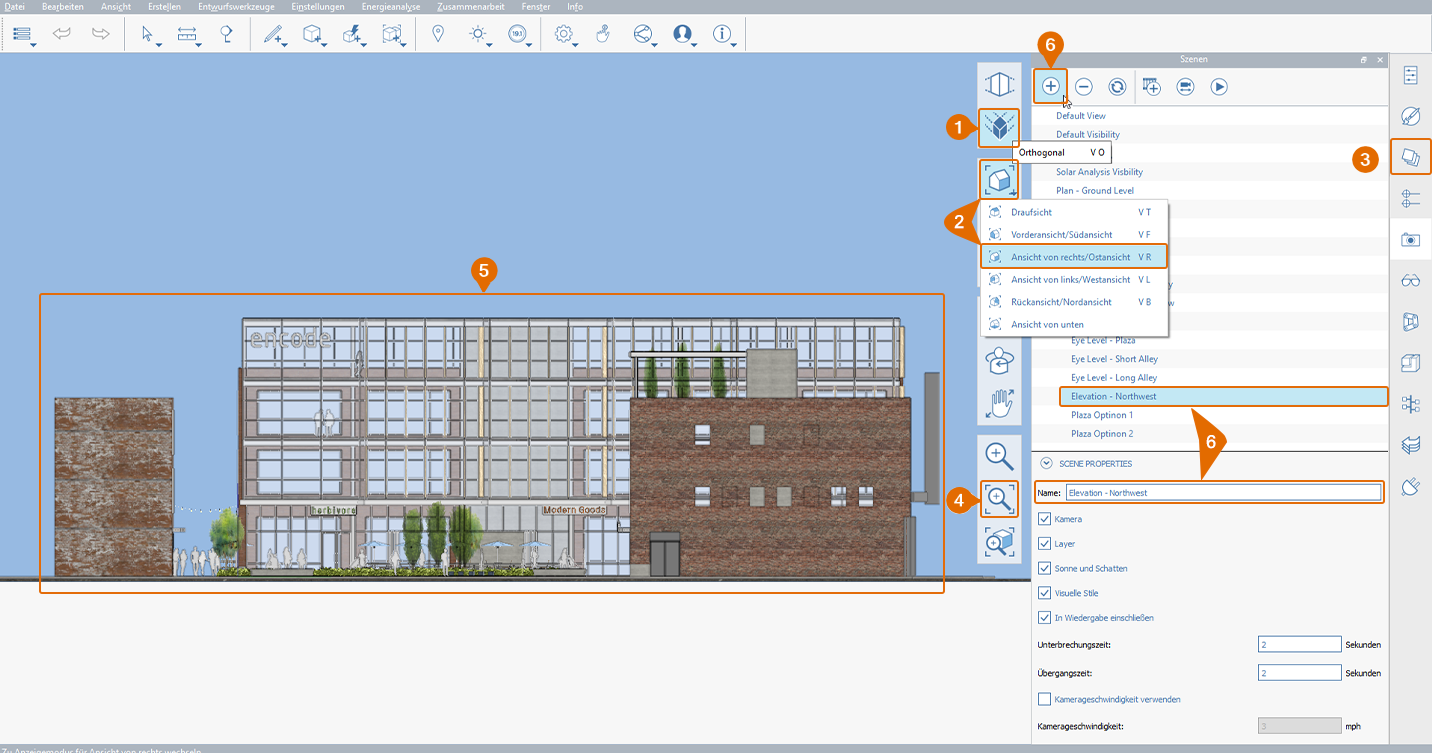 Datei Bearbeiten Ansicht Erstellen Entwurfswerkzeuge Einstellungen Energieanalyse Zusammenarbeit Fenster Info
19.1
6
Szenen
Default View
1
Default Visibility
Orthogonal V O
3
Solar Analysis Visbility
Plan - Ground Level
2
Draufsicht V T
Vorderansicht/Südansicht V F
Ansicht von rechts/Ostansicht V R
Ansicht von links/Westansicht V L
Rückansicht/Nordansicht V B
Ansicht von unten
5
encode
Eye Level - Plaza
Eye Level - Short Alley
Eye Level - Long Alley
Elevation - Northwest
Plaza Optinon 1
Plaza Optinon 2
6
SCENE PROPERTIES
4
Name: Elevation - Northwest
herbivore
Modern Goods
Kamera
Layer
Sonne und Schatten
Visuelle Stile
In Wiedergabe einschließen
Unterbrechungszeit: 2 Sekunden
Übergangszeit: 2 Sekunden
Kamerageschwindigkeit verwenden
Kamerageschwindigkeit: 3 mph
Zu Anzeigemodus für Ansicht von rechts wechseln